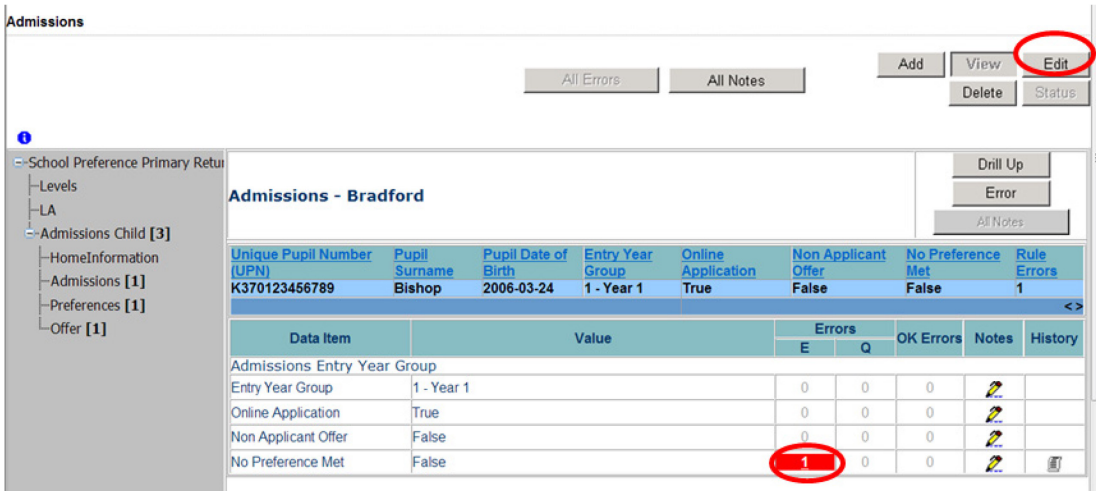 Admissions
All Errors All Notes Add View Edit
Delete Status
School Preference Primary Retur
Levels
LA
Admissions Child [3]
HomeInformation
Admissions [1]
Preferences [1]
Offer [1]
Admissions - Bradford
Drill Up
Error
All Notes
Unique Pupil Number (UPN) Pupil Surname Pupil Date of Birth Entry Year Group Online Application Non Applicant Offer No Preference Met Rule Errors
K370123456789 Bishop 2006-03-24 1 - Year 1 True False False 1
< >
Data Item Value Errors OK Errors Notes History
E Q
Admissions Entry Year Group
Entry Year Group 1 - Year 1 0 0 0
Online Application True 0 0 0
Non Applicant Offer False 0 0 0
No Preference Met False 1 0 0